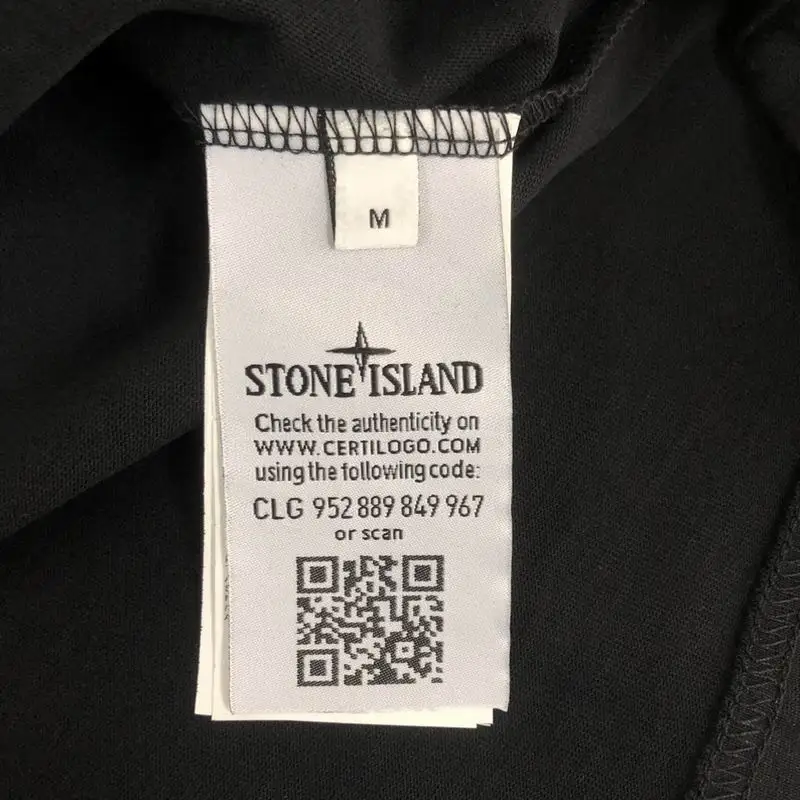 M
STONE ISLAND
Check the authenticity on
WWW.CERTILOGO.COM
using the following code:
CLG 952 889 849 967
or scan